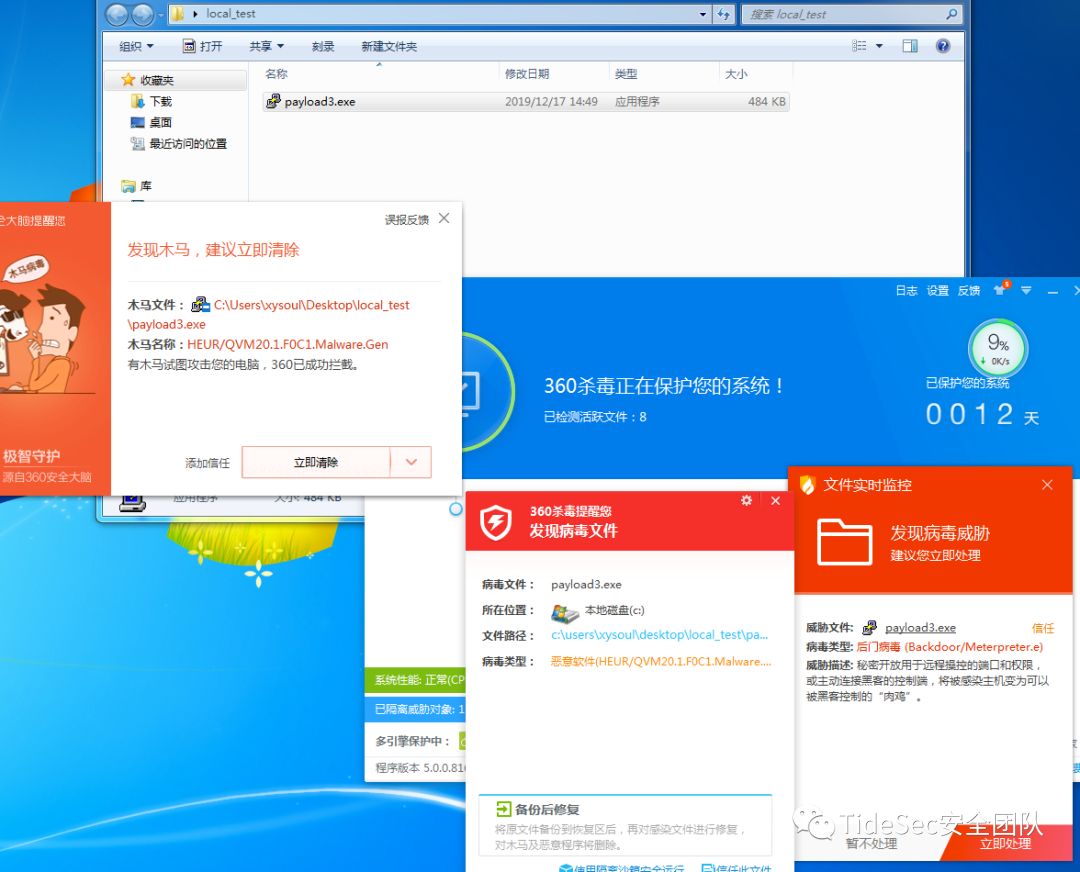 local_test
搜索 local_test
组织
打开
共享
刻录
新建文件夹
名称
修改日期
类型
大小
收藏夹
payload3.exe
2019/12/17 14:49
应用程序
484 KB
下载
桌面
最近访问的位置
库
全大脑提醒您
误报反馈
木马病毒
发现木马，建议立即清除
木马文件：
C:\Users\xysoul\Desktop\local_test
\payload3.exe
木马名称：HEUR/QVM20.1.F0C1.Malware.Gen
有木马试图攻击您的电脑，360已成功拦截。
极智守护
源自360安全大脑
添加信任
立即清除
应用程序
大小: 484 KB
日志
设置
反馈
9%
0K/s
360杀毒正在保护您的系统！
已检测活跃文件：8
已保护您的系统
0012 天
系统性能: 正常(CP
已隔离威胁对象: 1
多引擎保护中：
程序版本 5.0.0.816
360杀毒提醒您
发现病毒文件
病毒文件：
payload3.exe
所在位置：
本地磁盘(c:)
文件路径：
c:\users\xysoul\desktop\local_test\pa...
病毒类型：
恶意软件(HEUR/QVM20.1.F0C1.Malware....
备份后修复
将原文件备份到恢复区后，再对感染文件进行修复，
对木马及恶意程序将删除。
使用隔离沙箱安全运行
信任此文件
文件实时监控
发现病毒威胁
建议您立即处理
威胁文件:
payload3.exe
信任
病毒类型: 后门病毒 (Backdoor/Meterpreter.e)
威胁描述: 秘密开放用于远程操控的端口和权限，
或主动连接黑客的控制端，将被感染主机变为可以
被黑客控制的“肉鸡”。
TideSec安全团队
暂不处理
立即处理